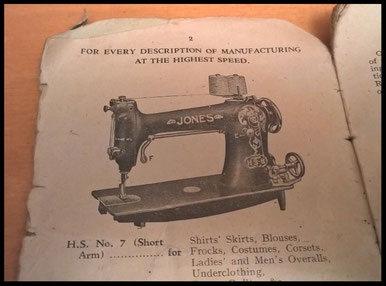 2
FOR EVERY DESCRIPTION OF MANUFACTURING
AT THE HIGHEST SPEED.
JONES
F
H.S. No. 7 (Short Arm) ............... for
Shirts' Skirts, Blouses,
Frocks, Costumes, Corsets.
Ladies' and Men's Overalls,
Underclothing.